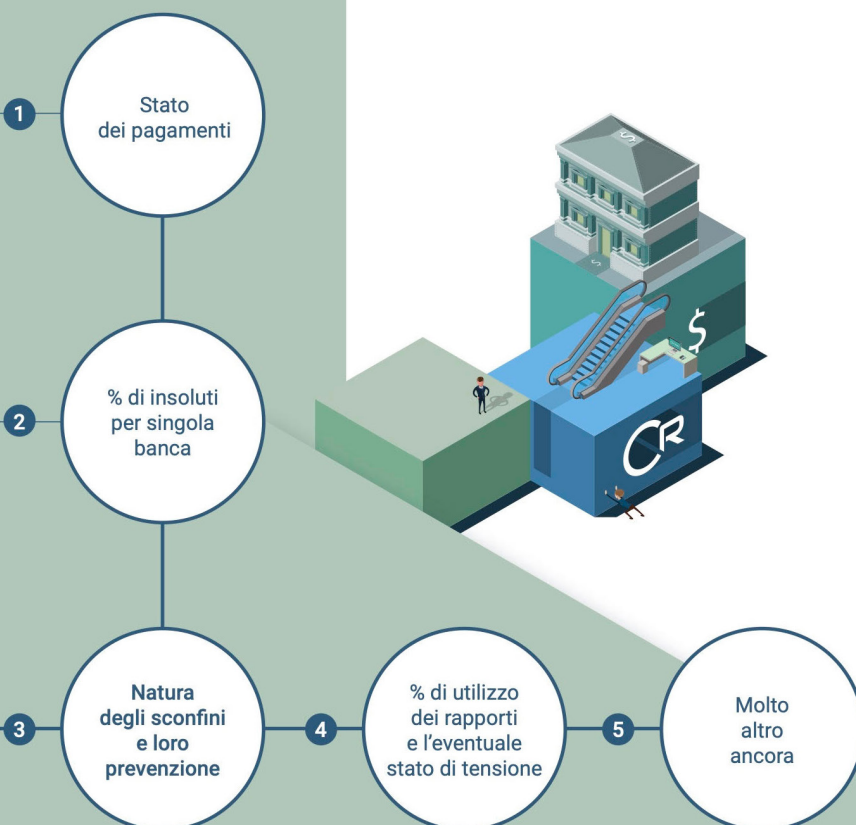 1
Stato
dei pagamenti
2
% di insoluti
per singola
banca
$
$
$
CR
3
Natura
degli sconfini
e loro
prevenzione
4
% di utilizzo
dei rapporti
e l'eventuale
stato di tensione
5
Molto
altro
ancora